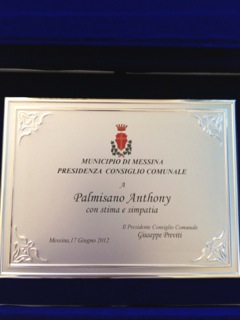 MUNICIPIO DI MESSINA
PRESIDENZA CONSIGLIO COMUNALE
A
Palmisano Anthony
con stima e simpatia
Il Presidente Consiglio Comunale
Messina, 17 Giugno 2012
Giuseppe Previti